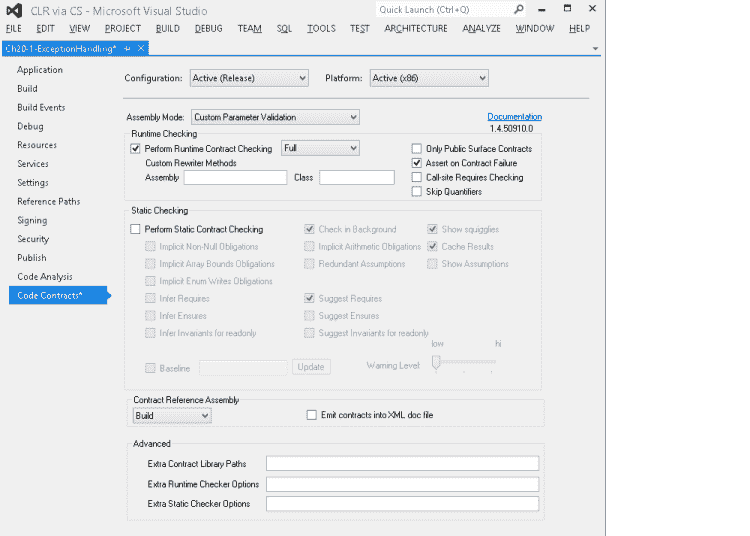 CLR via CS - Microsoft Visual Studio
Quick Launch (Ctrl+Q)
FILE EDIT VIEW PROJECT BUILD DEBUG TEAM SQL TOOLS TEST ARCHITECTURE ANALYZE WINDOW HELP
Ch20-1-ExceptionHandling*
Application
Build
Build Events
Debug
Resources
Services
Settings
Reference Paths
Signing
Security
Publish
Code Analysis
Code Contracts*
Configuration: Active (Release) Platform: Active (x86)
Assembly Mode: Custom Parameter Validation
Documentation
1.4.50910.0
Runtime Checking
Perform Runtime Contract Checking Full
Only Public Surface Contracts
Custom Rewriter Methods
Assert on Contract Failure
Assembly Class
Call-site Requires Checking
Skip Quantifiers
Static Checking
Perform Static Contract Checking Check in Background Show squigglies
Implicit Non-Null Obligations Implicit Arithmetic Obligations Cache Results
Implicit Array Bounds Obligations Redundant Assumptions Show Assumptions
Implicit Enum Writes Obligations
Infer Requires Suggest Requires
Infer Ensures Suggest Ensures
Infer Invariants for readonly Suggest Invariants for readonly
low hi
Baseline Update Warning Level:
Contract Reference Assembly
Build Emit contracts into XML doc file
Advanced
Extra Contract Library Paths
Extra Runtime Checker Options
Extra Static Checker Options